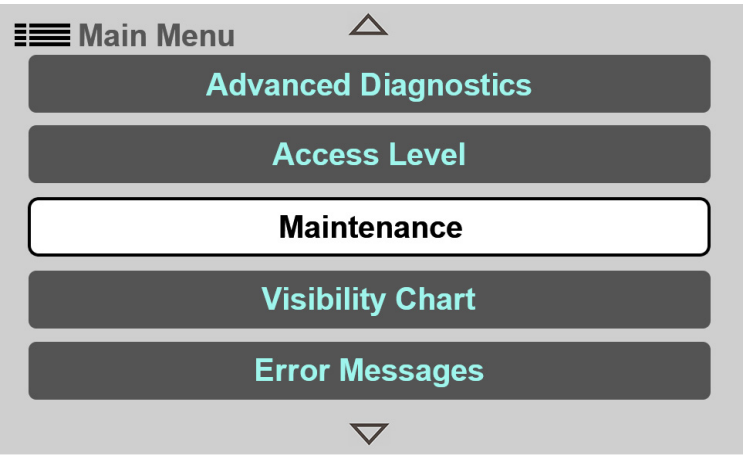 Main Menu
Advanced Diagnostics
Access Level
Maintenance
Visibility Chart
Error Messages